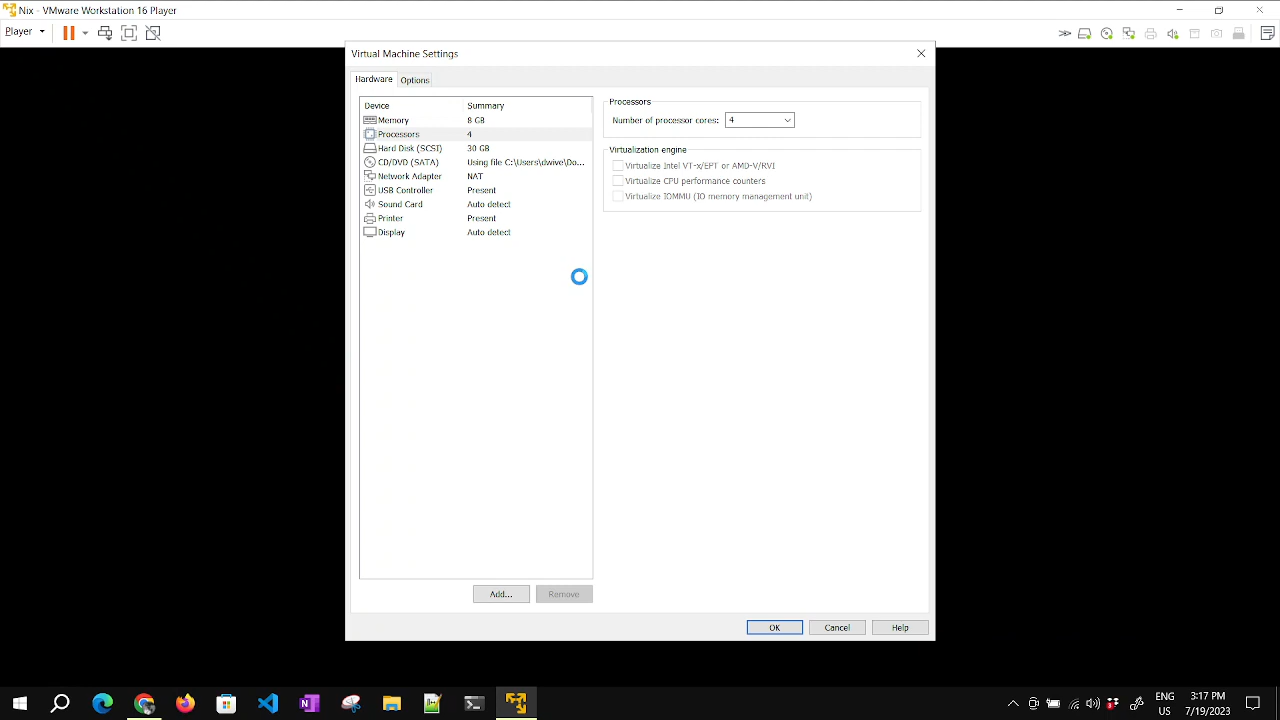 Nix - VMware Workstation 16 Player
Player
Virtual Machine Settings
Hardware Options
Device Summary
Memory 8 GB
Processors 4
Hard Disk (SCSI) 30 GB
CD/DVD (SATA) Using file C:\Users\dwive\Do...
Network Adapter NAT
USB Controller Present
Sound Card Auto detect
Printer Present
Display Auto detect
Add... Remove
Processors
Number of processor cores: 4
Virtualization engine
Virtualize Intel VT-x/EPT or AMD-V/RVI
Virtualize CPU performance counters
Virtualize IOMMU (IO memory management unit)
OK Cancel Help
ENG 3:17 PM
US 7/19/2023